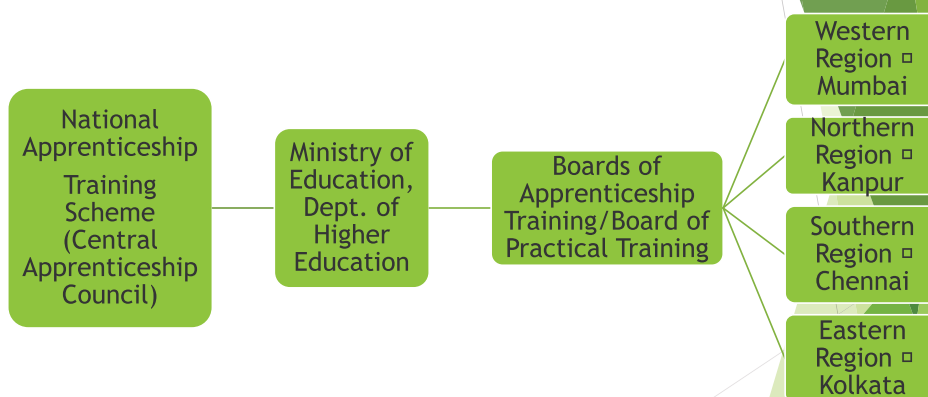 National
Apprenticeship
Training
Scheme
(Central
Apprenticeship
Council)
Ministry of
Education,
Dept. of
Higher
Education
Boards of
Apprenticeship
Training/Board of
Practical Training
Western
Region □
Mumbai
Northern
Region □
Kanpur
Southern
Region □
Chennai
Eastern
Region □
Kolkata